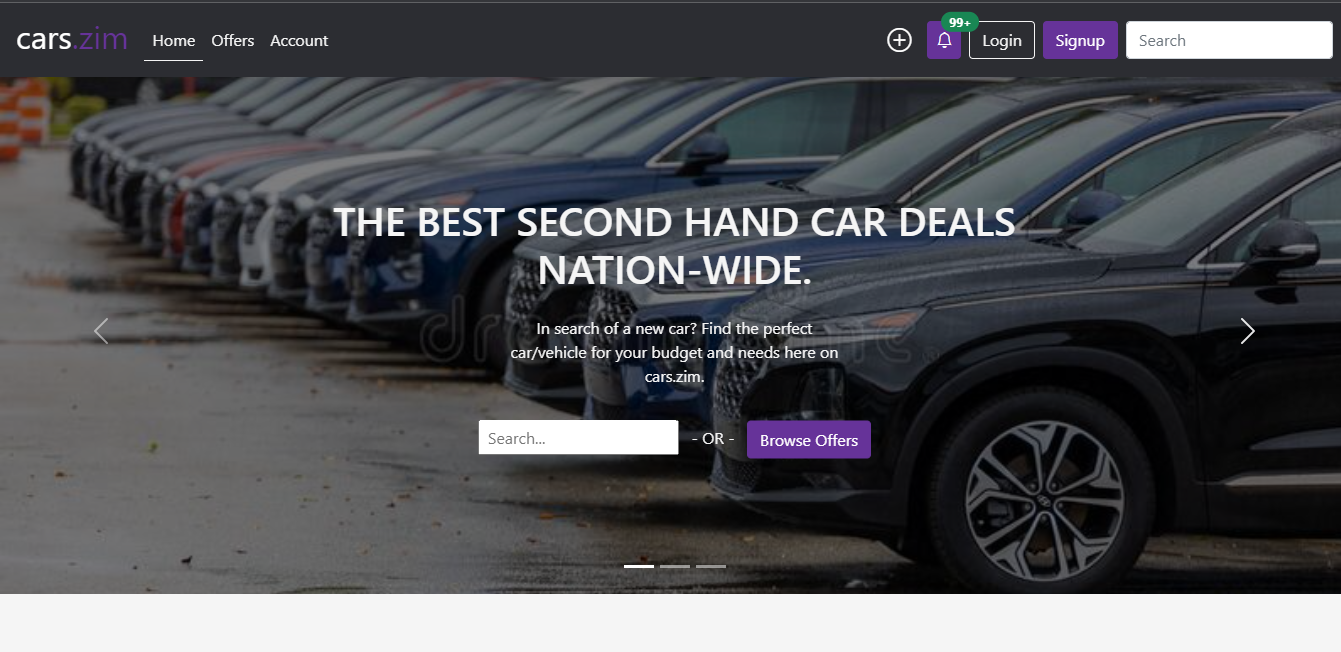 cars.zim
Home Offers Account
99+
Login Signup Search
THE BEST SECOND HAND CAR DEALS
NATION-WIDE.
In search of a new car? Find the perfect
car/vehicle for your budget and needs here on
cars.zim.
Search... - OR - Browse Offers